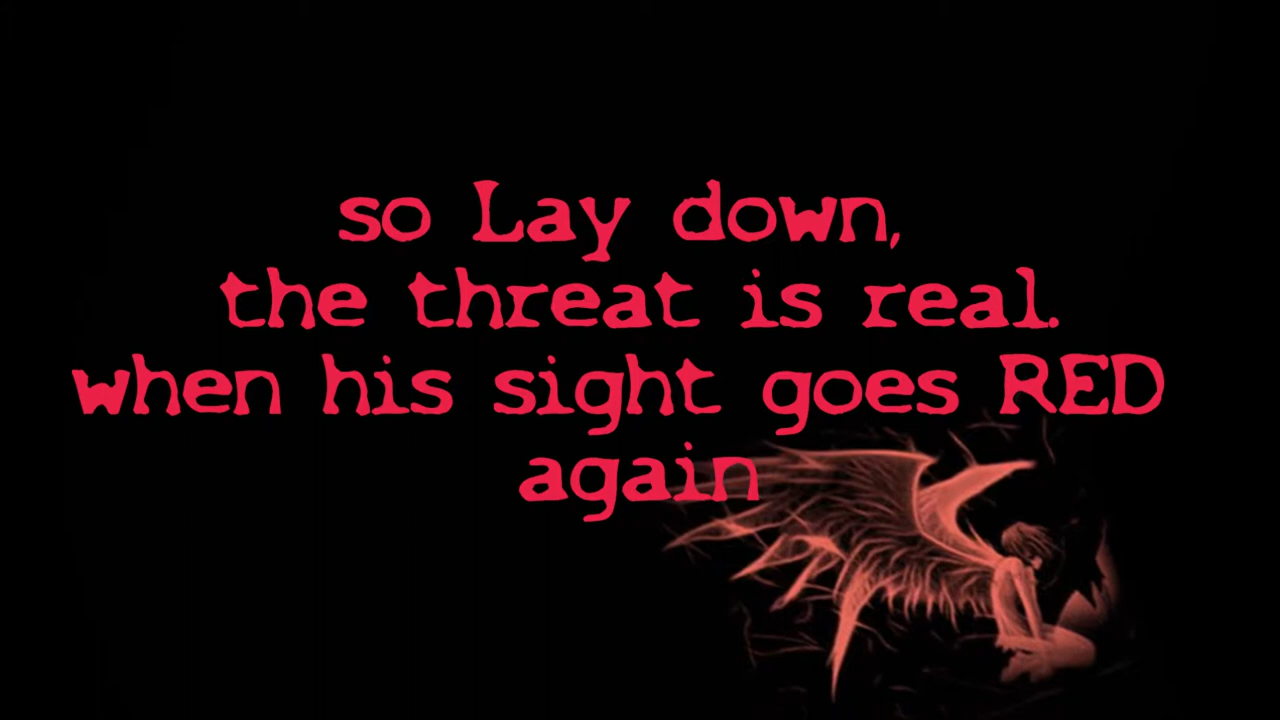 so Lay down,
the threat is real.
when his sight goes RED
again